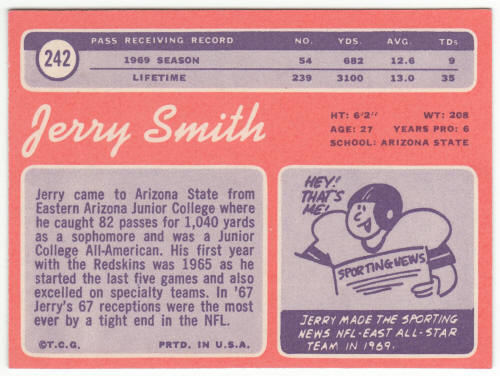 242
PASS RECEIVING RECORD NO. YDS. AVG. TDs
1969 SEASON 54 682 12.6 9
LIFETIME 239 3100 13.0 35
Jerry Smith
HT: 6'2" WT: 208
AGE: 27 YEARS PRO: 6
SCHOOL: ARIZONA STATE
Jerry came to Arizona State from
Eastern Arizona Junior College where
he caught 82 passes for 1,040 yards
as a sophomore and was a Junior
College All-American. His first year
with the Redskins was 1965 as he
started the last five games and also
excelled on specialty teams. In '67
Jerry's 67 receptions were the most
ever by a tight end in the NFL.
©T.C.G. PRTD. IN U.S.A.
HEY!
THAT'S
ME!
SPORTING NEWS
JERRY MADE THE SPORTING
NEWS NFL-EAST ALL-STAR
TEAM IN 1969.